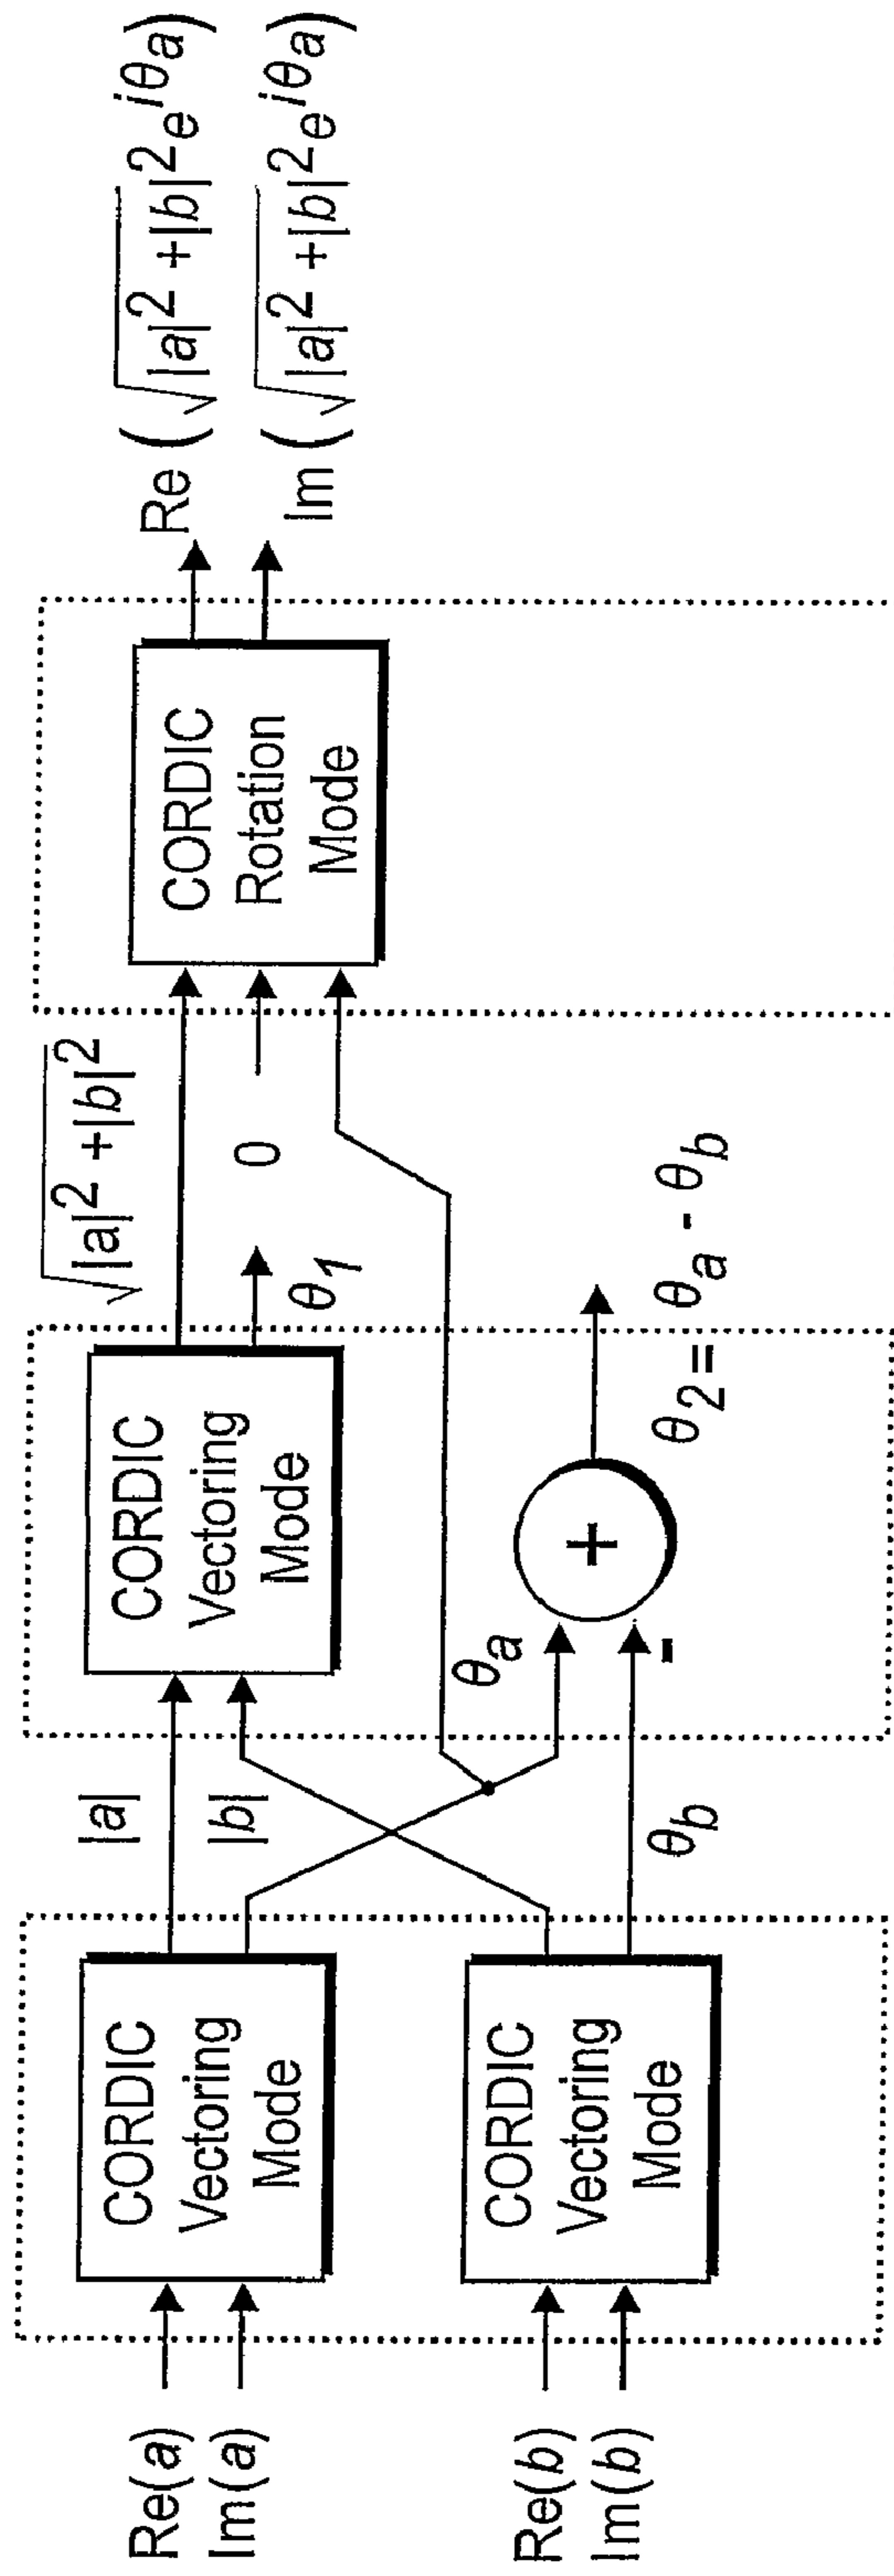 Re(a)
Im(a)
Re(b)
Im(b)
CORDIC
Vectoring
Mode
CORDIC
Vectoring
Mode
|a|
|b|
θa
θb
CORDIC
Vectoring
Mode
+
-
√|a|² +|b|²
θ1
0
θ2= θa - θb
CORDIC
Rotation
Mode
Re (√|a|² +|b|² e^iθa)
Im (√|a|² +|b|² e^iθa)